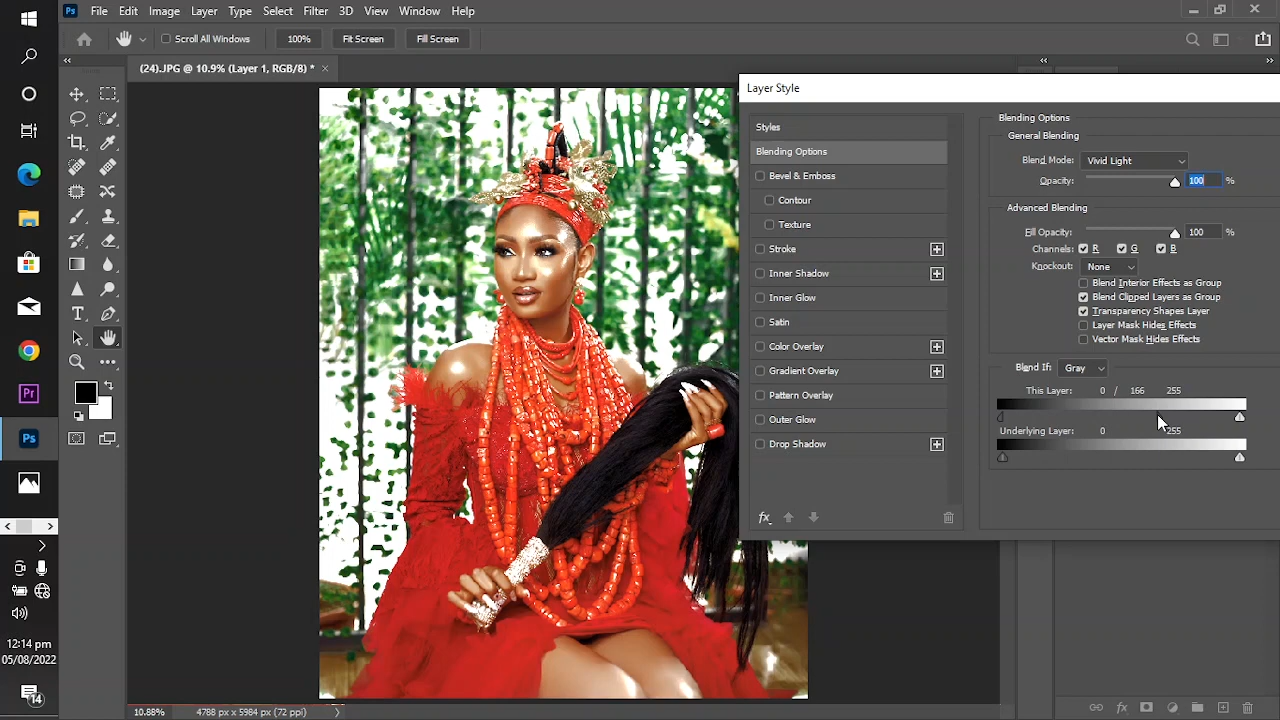 Ps File Edit Image Layer Type Select Filter 3D View Window Help
Scroll All Windows 100% Fit Screen Fill Screen
(24).JPG @ 10.9% (Layer 1, RGB/8) * ×
Layer Style
Styles
Blending Options
Bevel & Emboss
Contour
Texture
Stroke
Inner Shadow
Inner Glow
Satin
Color Overlay
Gradient Overlay
Pattern Overlay
Outer Glow
Drop Shadow
fx
Blending Options
General Blending
Blend Mode: Vivid Light
Opacity: 100 %
Advanced Blending
Fill Opacity: 100 %
Channels: R G B
Knockout: None
Blend Interior Effects as Group
Blend Clipped Layers as Group
Transparency Shapes Layer
Layer Mask Hides Effects
Vector Mask Hides Effects
Blend If: Gray
This Layer: 0 / 166 255
Underlying Layer: 0 255
Pr
Ps
12:14 pm
05/08/2022
14
10.88% 4788 px x 5984 px (72 ppi)
fx